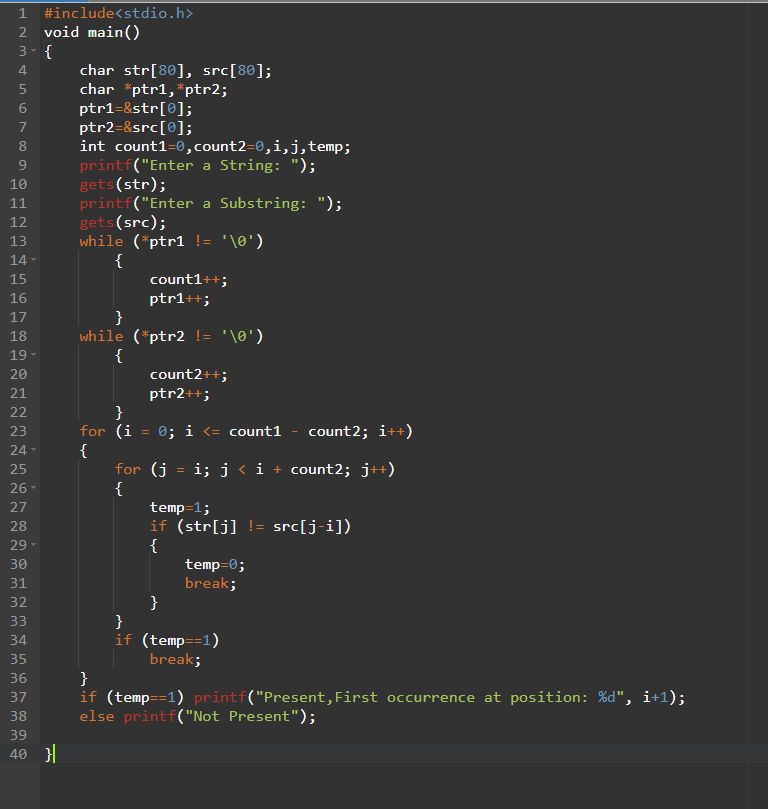 1 #include<stdio.h>
2 void main()
3 {
4     char str[80], src[80];
5     char *ptr1,*ptr2;
6     ptr1=&str[0];
7     ptr2=&src[0];
8     int count1=0,count2=0,i,j,temp;
9     printf("Enter a String: ");
10     gets(str);
11     printf("Enter a Substring: ");
12     gets(src);
13     while (*ptr1 != '\0')
14         {
15             count1++;
16             ptr1++;
17         }
18     while (*ptr2 != '\0')
19         {
20             count2++;
21             ptr2++;
22         }
23     for (i = 0; i <= count1 - count2; i++)
24     {
25         for (j = i; j < i + count2; j++)
26         {
27             temp=1;
28             if (str[j] != src[j-i])
29             {
30                 temp=0;
31                 break;
32             }
33         }
34         if (temp==1)
35             break;
36     }
37     if (temp==1) printf("Present,First occurrence at position: %d", i+1);
38     else printf("Not Present");
39
40 }